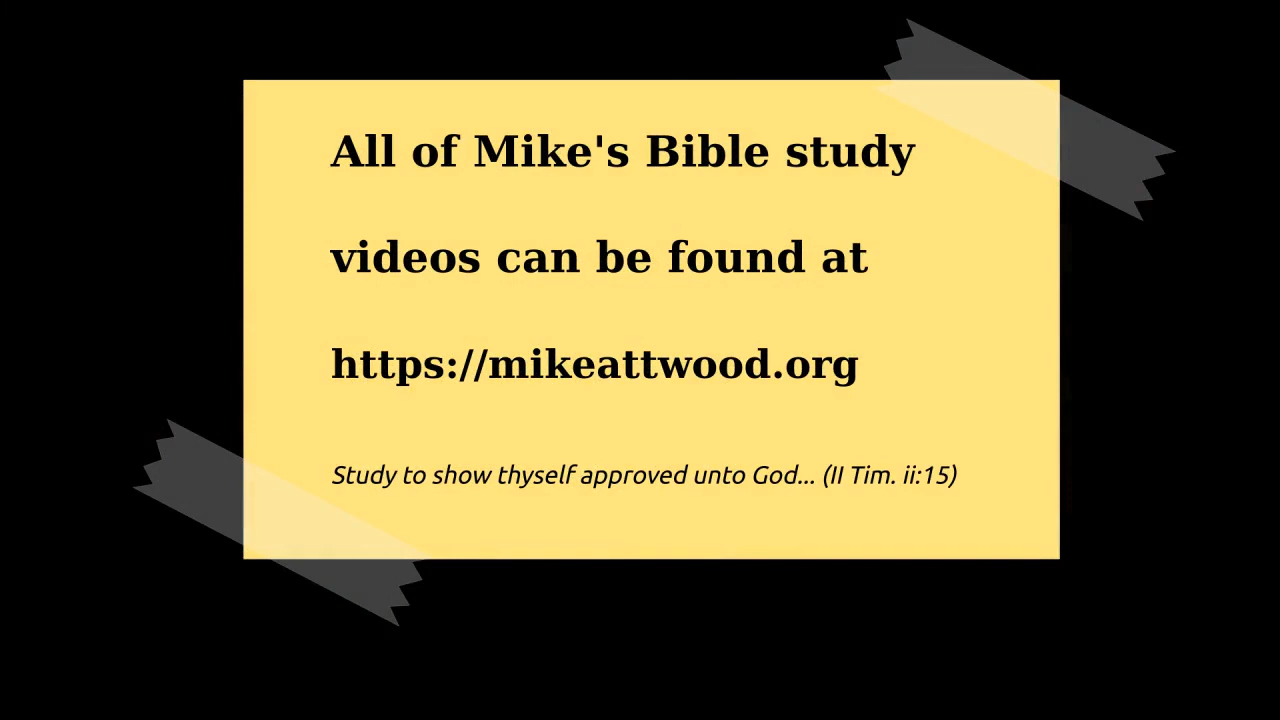 All of Mike's Bible study
videos can be found at
https://mikeattwood.org
Study to show thyself approved unto God... (II Tim. ii:15)